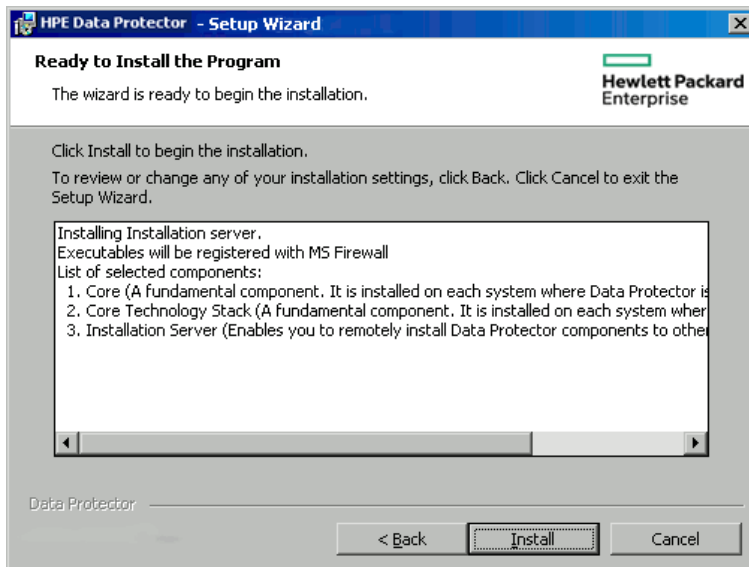 HPE Data Protector - Setup Wizard
Ready to Install the Program
The wizard is ready to begin the installation.
Hewlett Packard
Enterprise
Click Install to begin the installation.
To review or change any of your installation settings, click Back. Click Cancel to exit the
Setup Wizard.
Installing Installation server.
Executables will be registered with MS Firewall
List of selected components:
1. Core (A fundamental component. It is installed on each system where Data Protector is
2. Core Technology Stack (A fundamental component. It is installed on each system wher
3. Installation Server (Enables you to remotely install Data Protector components to othe
Data Protector
< Back
Install
Cancel